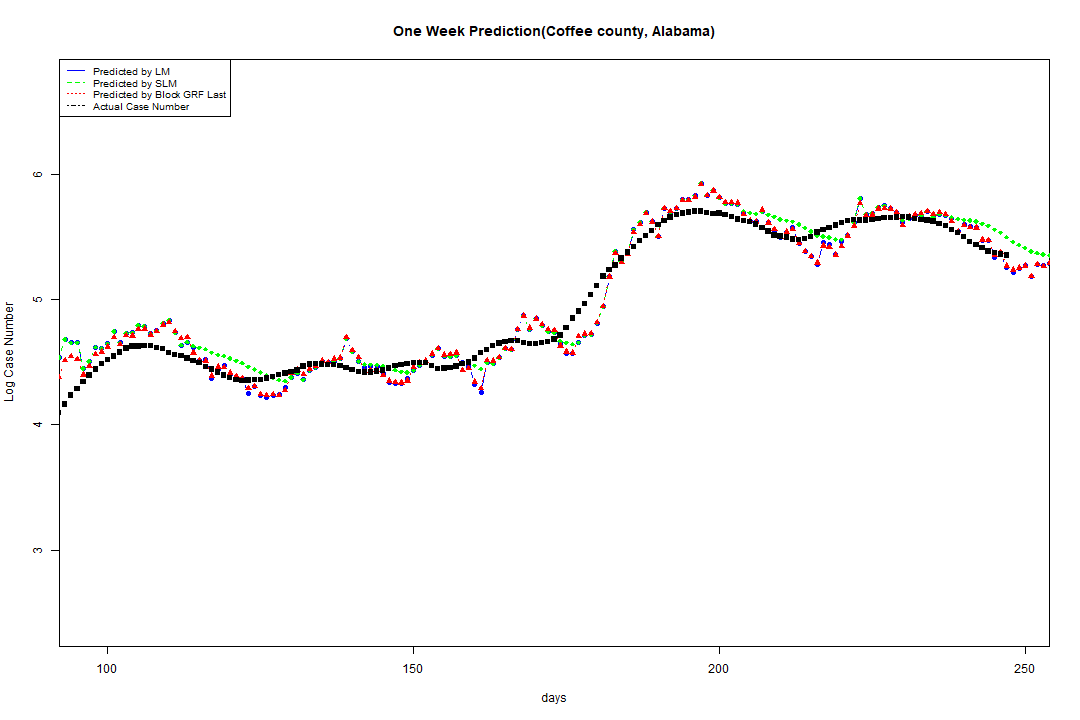 One Week Prediction(Coffee county, Alabama)
Predicted by LM
Predicted by SLM
Predicted by Block GRF Last
Actual Case Number
6
5
4
3
Log Case Number
100 150 200 250
days